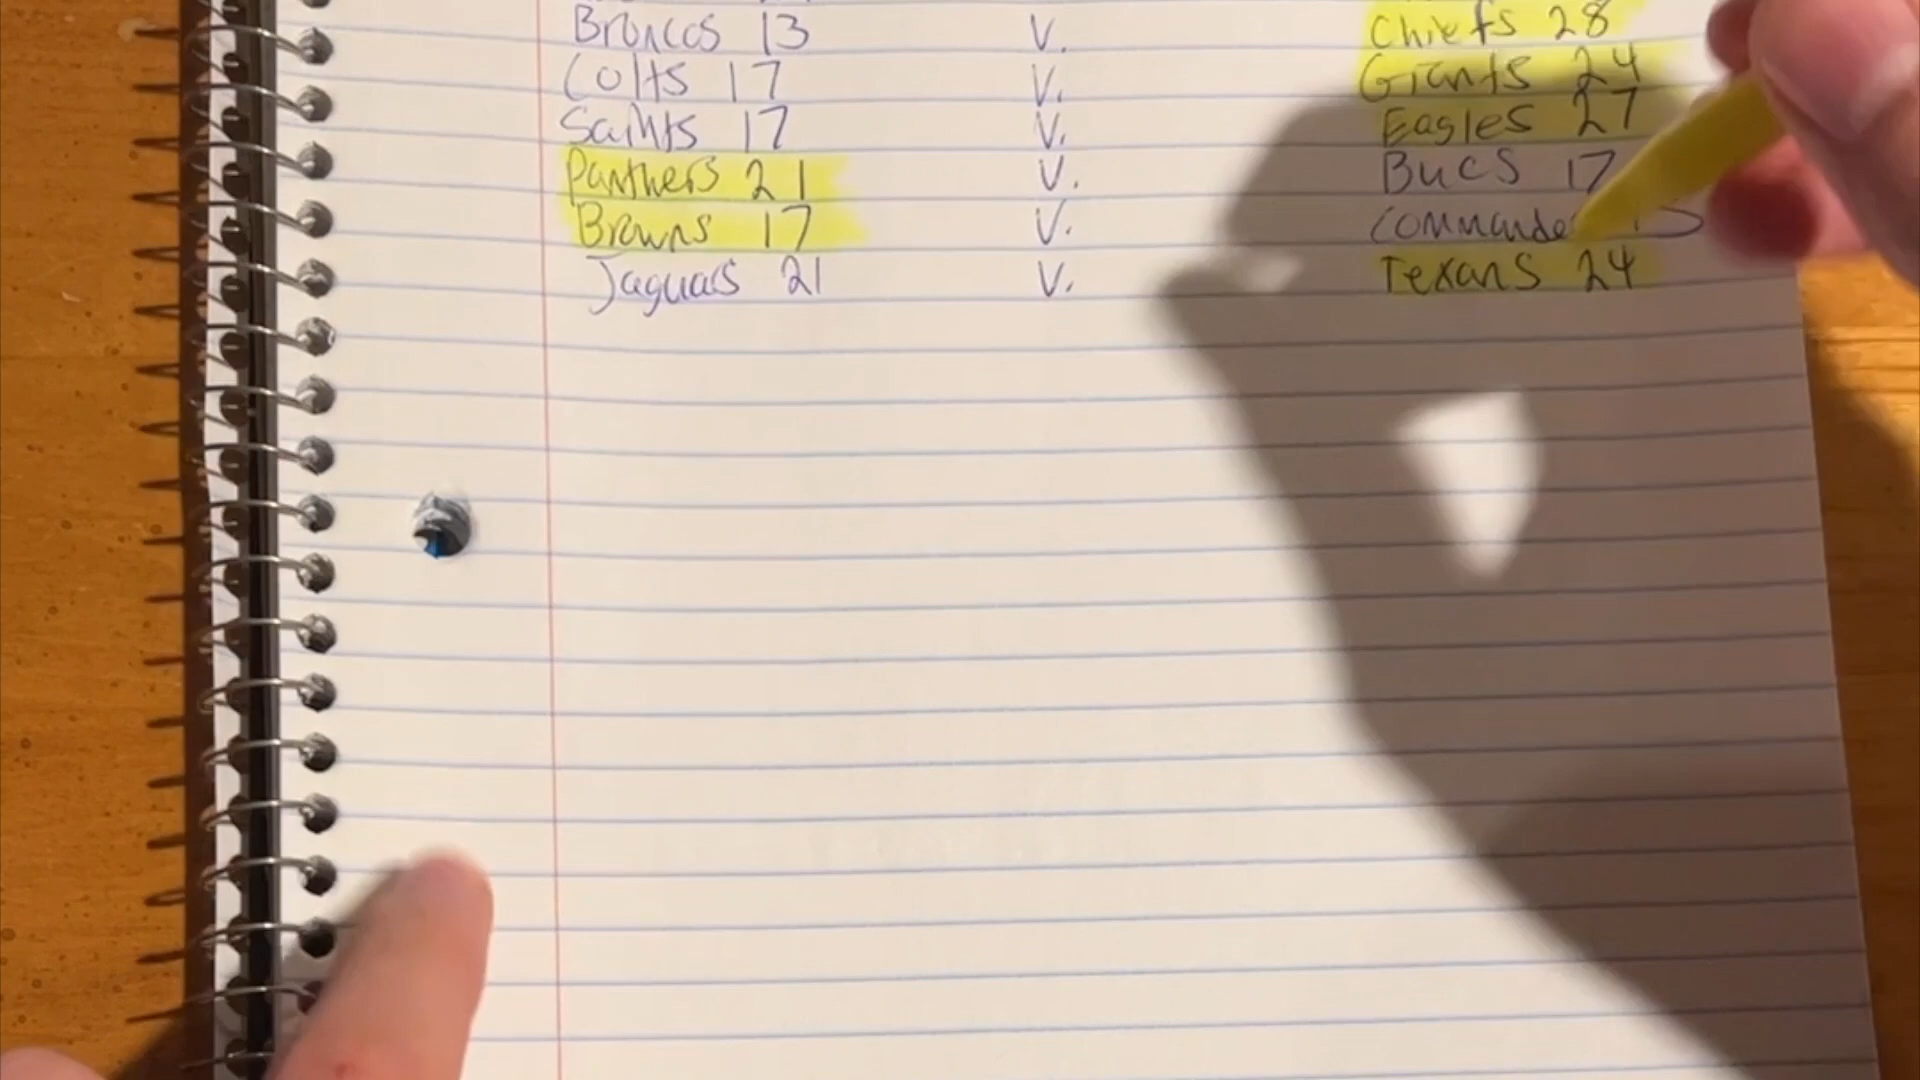 Broncos 13 V. Chiefs 28
Colts 17 V. Giants 24
Saints 17 V. Eagles 27
Panthers 21 V. Bucs 17
Browns 17 V. Commande
Jaguars 21 V. Texans 24